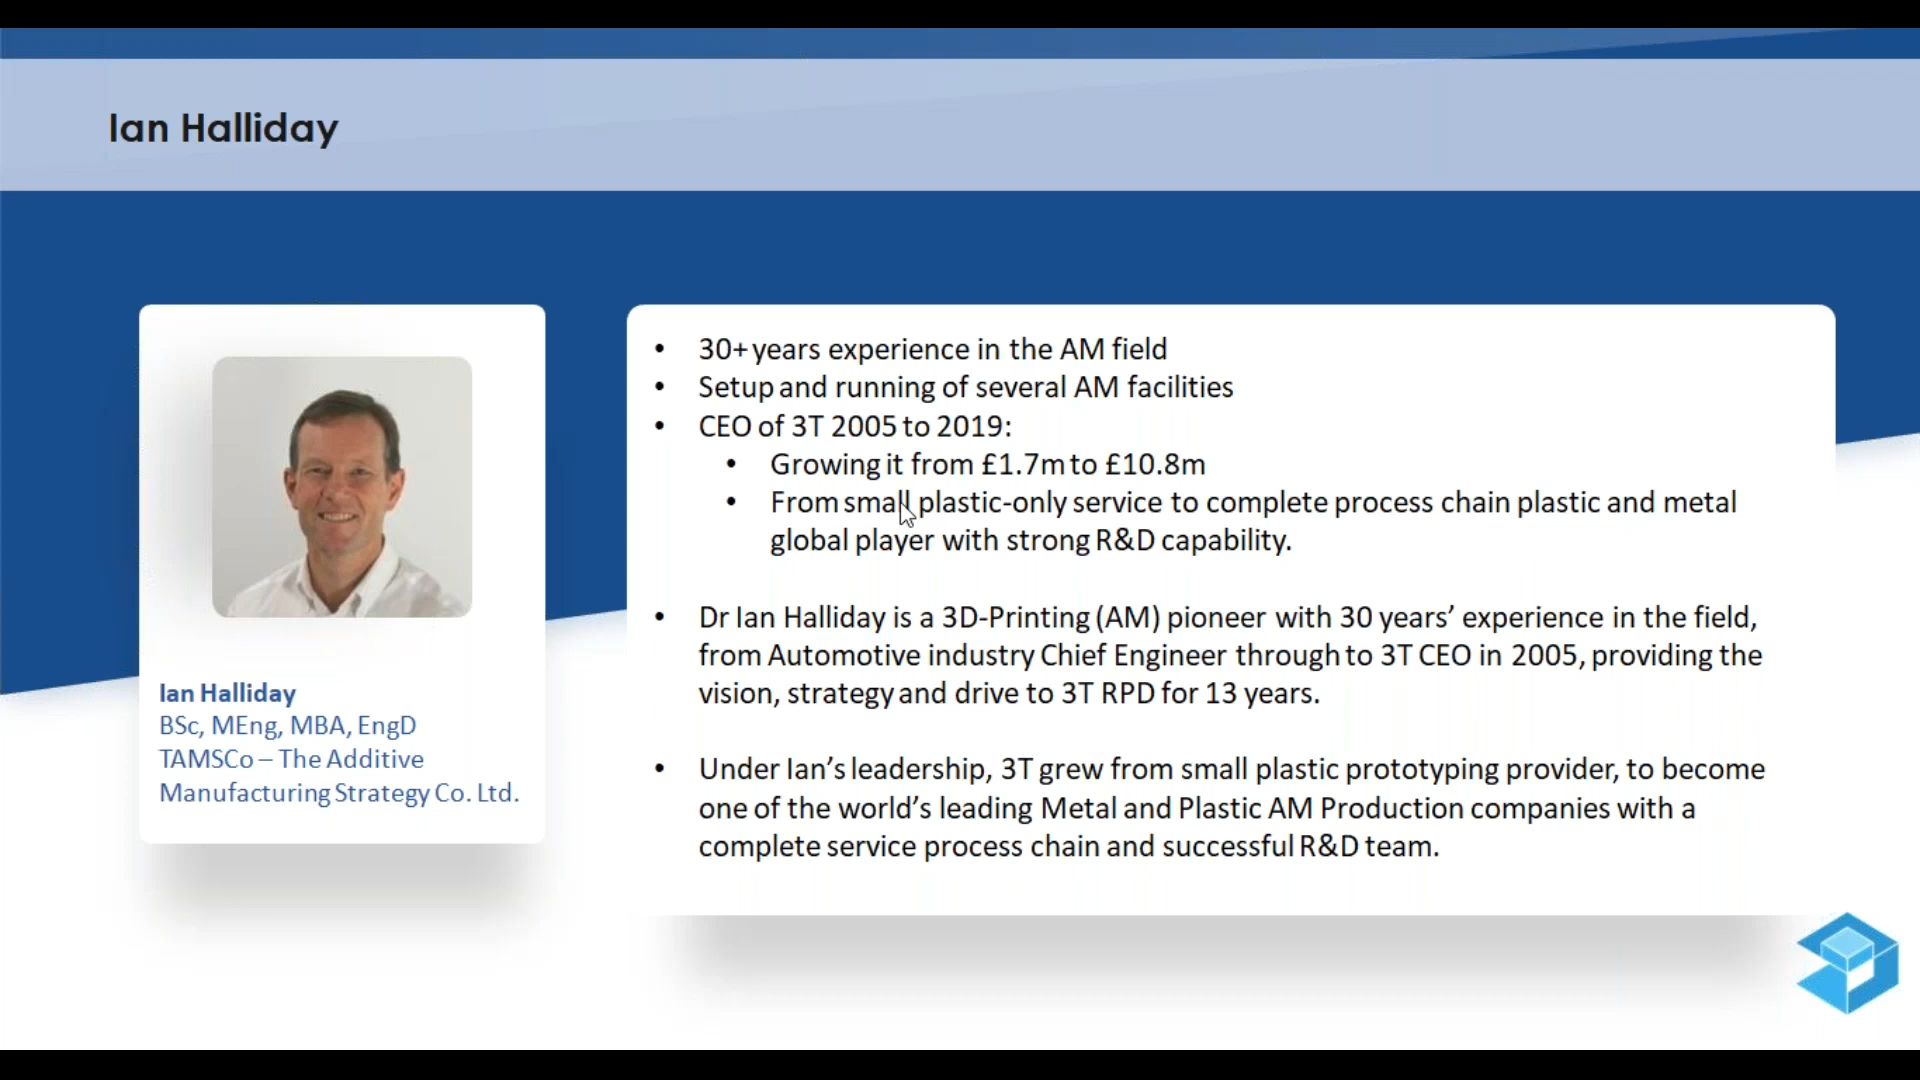 Ian Halliday
Ian Halliday
BSc, MEng, MBA, EngD
TAMSCo – The Additive
Manufacturing Strategy Co. Ltd.
• 30+ years experience in the AM field
• Setup and running of several AM facilities
• CEO of 3T 2005 to 2019:
• Growing it from £1.7m to £10.8m
• From small plastic-only service to complete process chain plastic and metal
global player with strong R&D capability.
• Dr Ian Halliday is a 3D-Printing (AM) pioneer with 30 years’ experience in the field,
from Automotive industry Chief Engineer through to 3T CEO in 2005, providing the
vision, strategy and drive to 3T RPD for 13 years.
• Under Ian’s leadership, 3T grew from small plastic prototyping provider, to become
one of the world’s leading Metal and Plastic AM Production companies with a
complete service process chain and successful R&D team.